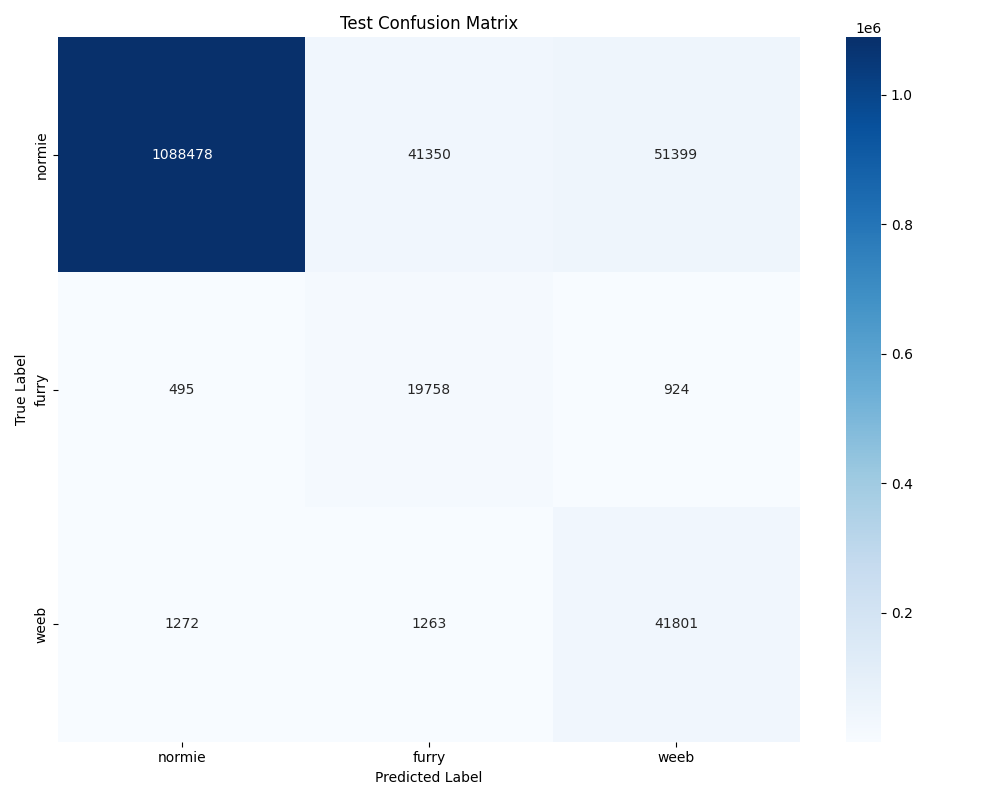 Test Confusion Matrix
1e6
normie
1088478
41350
51399
furry
495
19758
924
weeb
1272
1263
41801
True Label
normie
furry
weeb
Predicted Label
1.0
0.8
0.6
0.4
0.2